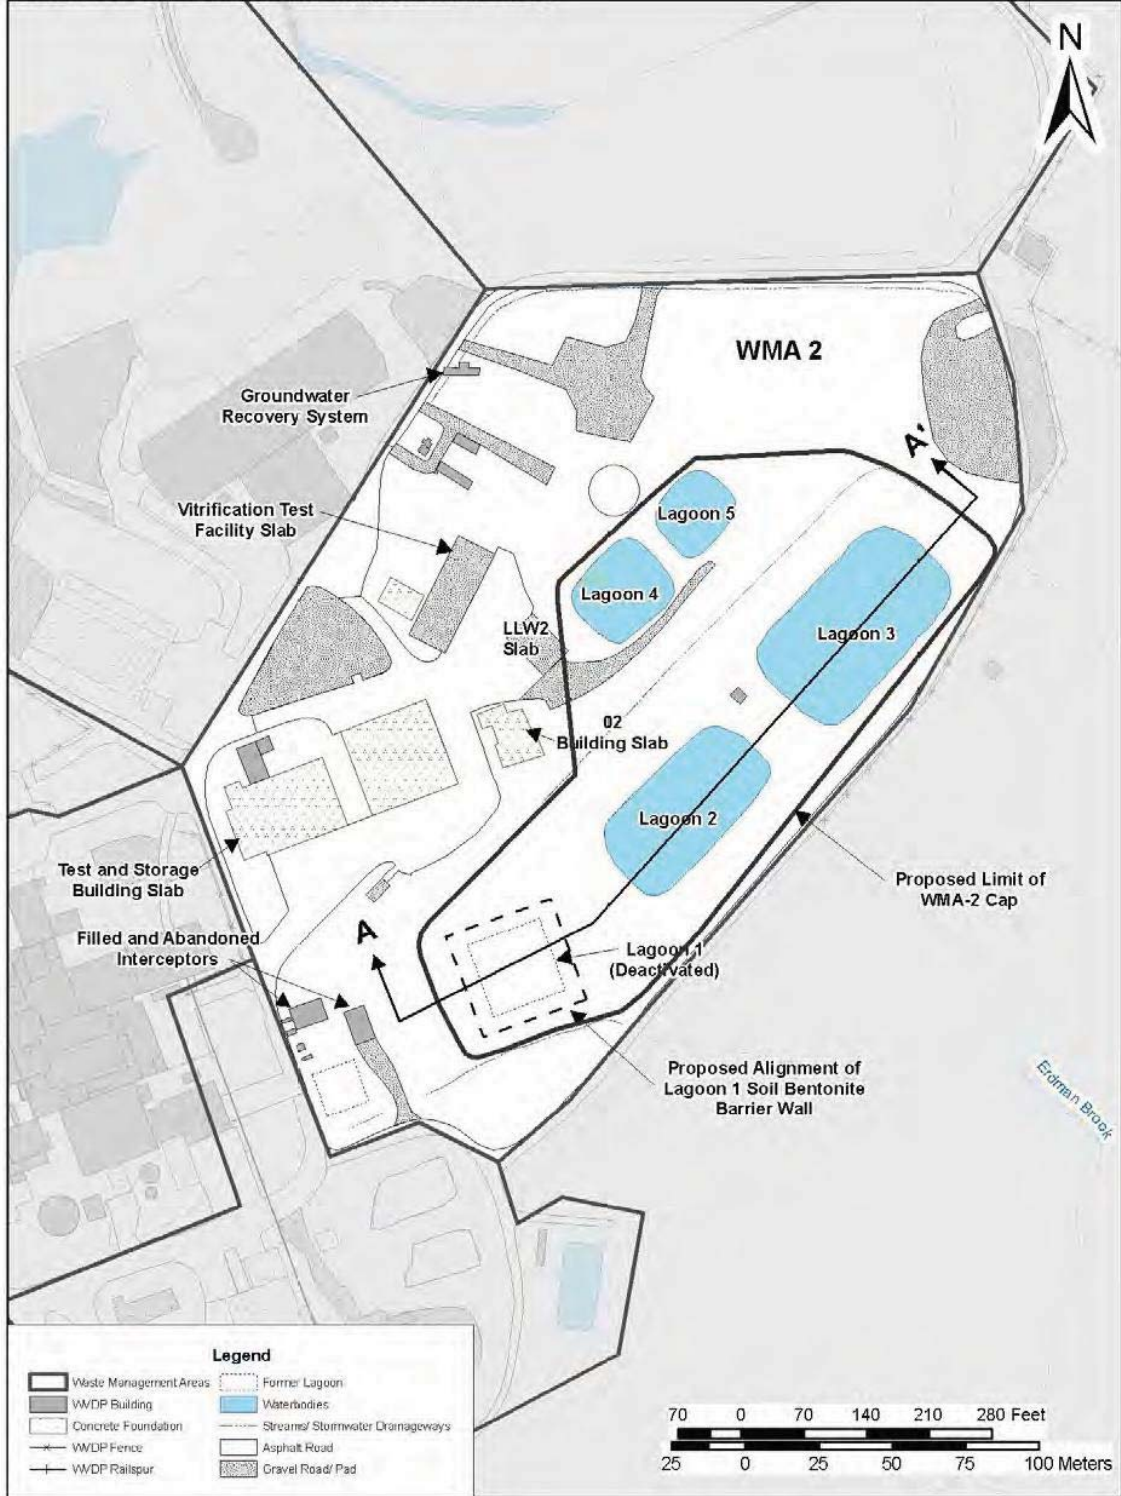 N
WMA 2
Groundwater
Recovery System
A'
Vitrification Test
Facility Slab
Lagoon 5
Lagoon 4
LLW2
Slab
Lagoon 3
02
Building Slab
Lagoon 2
Test and Storage
Building Slab
Proposed Limit of
WMA-2 Cap
Filled and Abandoned
Interceptors
A
Lagoon 1
(Deactivated)
Proposed Alignment of
Lagoon 1 Soil Bentonite
Barrier Wall
Erdman Brook
Legend
Waste Management Areas
WVDP Building
Concrete Foundation
WVDP Fence
WVDP Railspur
Former Lagoon
Waterbodies
Streams/ Stormwater Drainageways
Asphalt Road
Gravel Road/ Pad
70 0 70 140 210 280 Feet
25 0 25 50 75 100 Meters